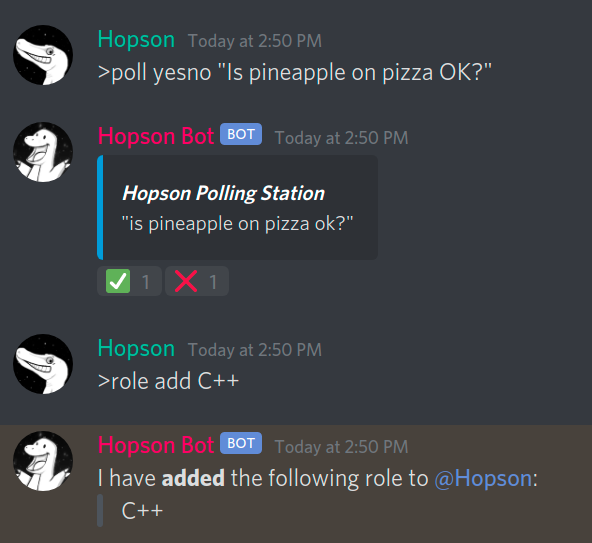 Hopson Today at 2:50 PM
>poll yesno "Is pineapple on pizza OK?"
Hopson Bot BOT Today at 2:50 PM
Hopson Polling Station
"is pineapple on pizza ok?"
1 1
Hopson Today at 2:50 PM
>role add C++
Hopson Bot BOT Today at 2:50 PM
I have added the following role to @Hopson:
C++